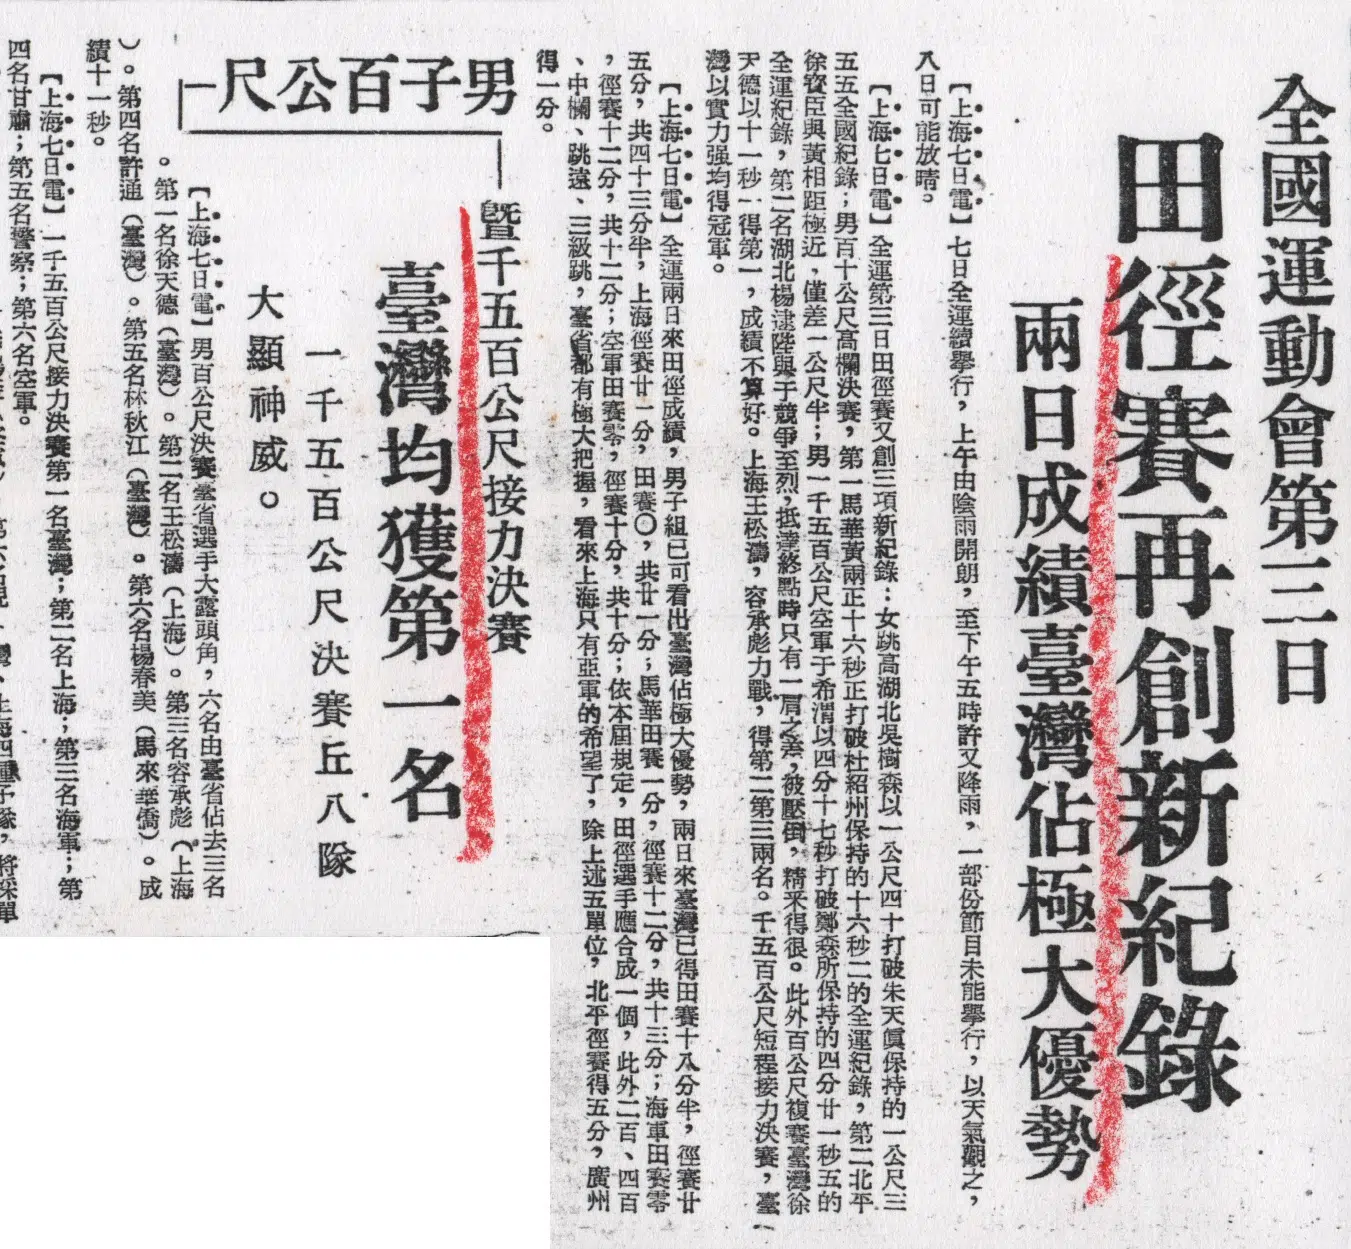 全國運動會第三日
田徑賽再創新紀錄
兩日成績臺灣佔極大優勢
【上海七日電】七日全運續舉行，上午由陰雨開朗，至下午五時許又降雨，一部份節目未能舉行，以天氣觀之，
八日可能放晴。
【上海七日電】全運第三日田徑賽又創三項新紀錄：女跳高湖北吳樹森以一公尺四十打破朱天眞保持的一公尺三
五五全國紀錄；男百十公尺高欄決賽，第一馬華黃兩正十六秒正打破杜紹州保持的十六秒二的全運紀錄，第二北平
徐寳臣與黃相距極近，僅差一公尺半；男一千五百公尺空軍于希渭以四分十七秒打破鄭森所保持的四分廿一秒五的
全運紀錄，第二名湖北楊逮陞與于競爭至烈，抵達終點時只有一肩之差，被壓倒，精釆得很。此外百公尺複賽臺灣徐
天德以十一秒一得第一，成績不算好。上海王松濤，容承彪力戰，得第二第三兩名。千五百公尺短程接力決賽，臺
灣以實力强均得冠軍。
【上海七日電】全運兩日來田徑成績，男子組已可看出臺灣佔極大優勢，兩日來臺灣已得田賽十八分半，徑賽廿
五分，共四十三分半，上海徑賽廿一分，田賽〇，共廿一分；馬華田賽一分，徑賽十二分，共十三分；海軍田賽零
，徑賽十二分，共十二分；空軍田賽零，徑賽十分，共十分；依本屆規定，田徑選手應合成一個，此外二百、四百
、中欄、跳遠、三級跳，臺省都有極大把握，看來上海只有亞軍的希望了，除上述五單位，北平徑賽得五分，廣州
得一分。
男子百公尺
暨千五百公尺接力決賽
臺灣均獲第一名
一千五百公尺決賽丘八隊
大顯神威。
【上海七日電】男百公尺決賽臺省選手大露頭角，六名由臺省佔去三名
。第一名徐天德（臺灣）。第二名王松濤（上海）。第三名容承彪（上海
）。第四名許通（臺灣）。第五名林秋江（臺灣）。第六名楊春美（馬來華僑）。成
績十一秒。
【上海七日電】一千五百公尺接力決賽第一名臺灣；第二名上海；第三名海軍；第
四名甘肅；第五名警察；第六名空軍。